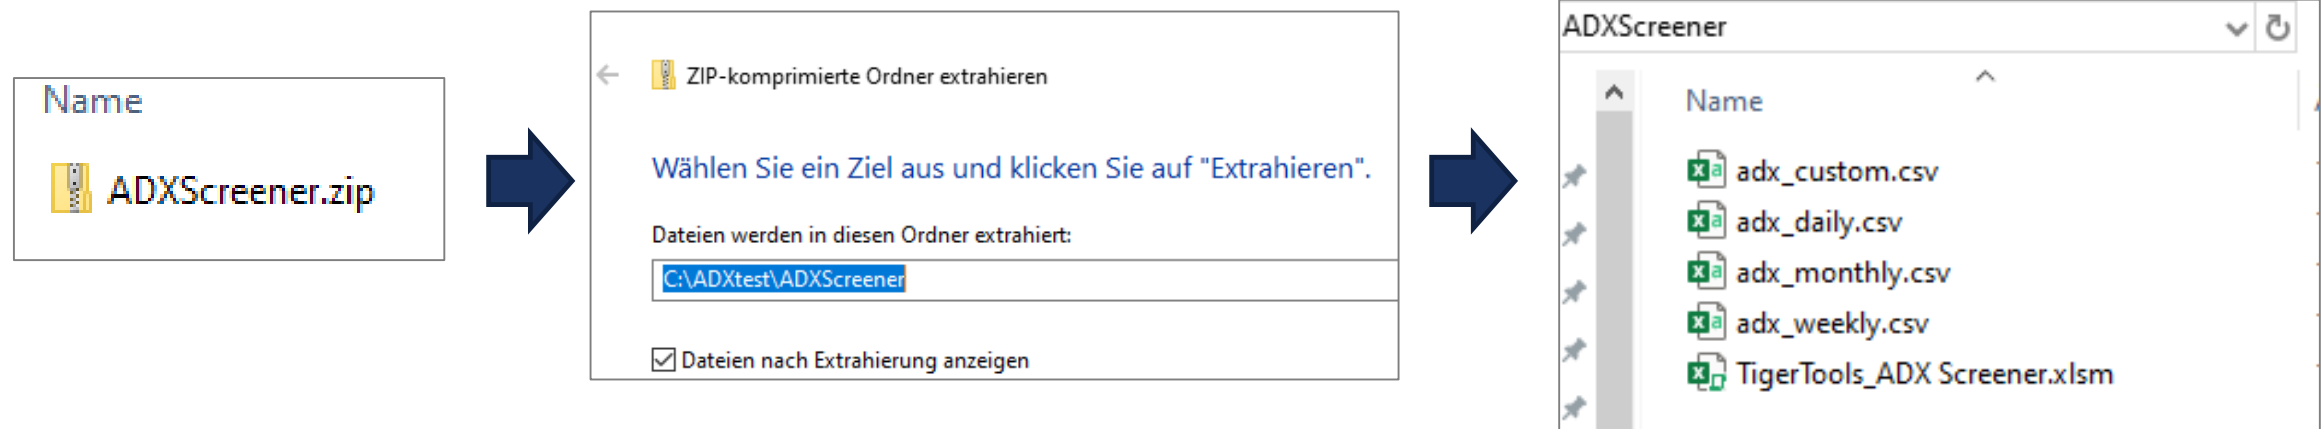 Name
ADXScreener.zip
ZIP-komprimierte Ordner extrahieren
Wählen Sie ein Ziel aus und klicken Sie auf "Extrahieren".
Dateien werden in diesen Ordner extrahiert:
C:\ADXtest\ADXScreener
Dateien nach Extrahierung anzeigen
ADXScreener
Name
adx_custom.csv
adx_daily.csv
adx_monthly.csv
adx_weekly.csv
TigerTools_ADX Screener.xlsm